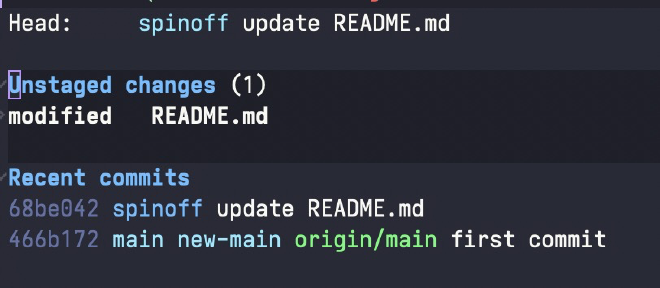 Head: spinoff update README.md
Unstaged changes (1)
modified README.md
Recent commits
68be042 spinoff update README.md
466b172 main new-main origin/main first commit